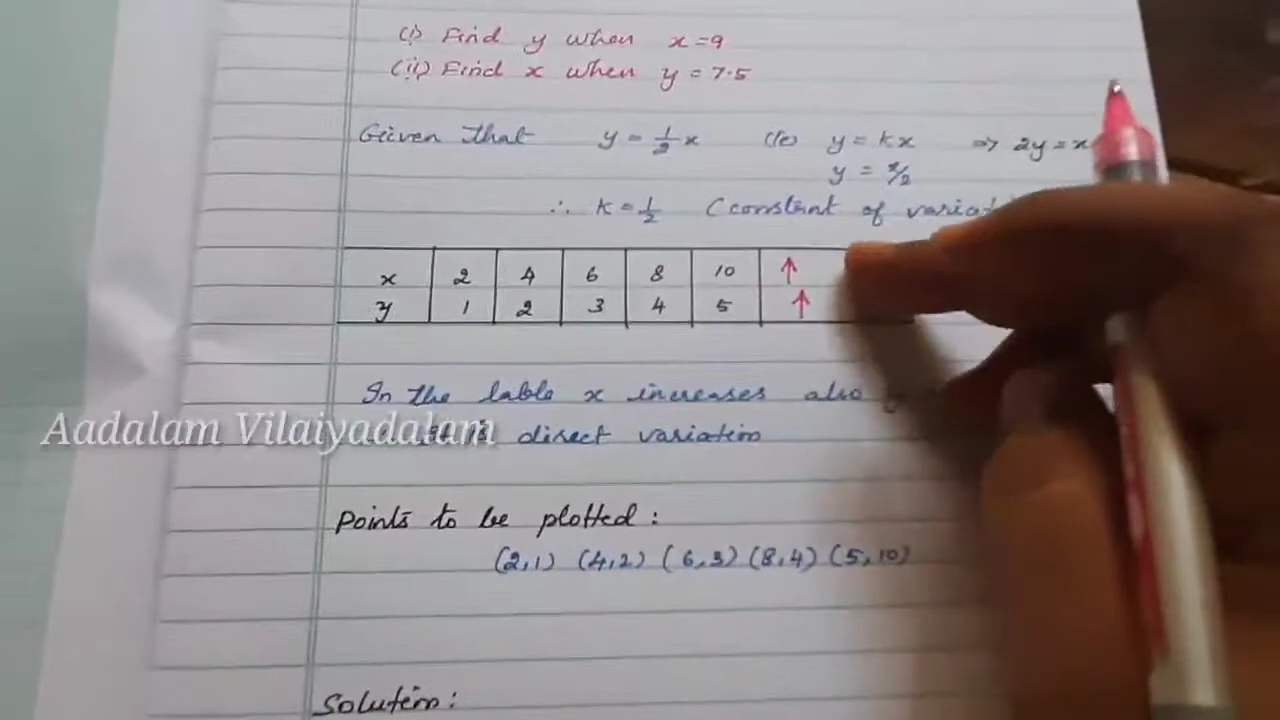 (i) Find y when x = 9
(ii) Find x when y = 7.5
Given that y = 1/2 x (ie) y = kx ⇒ 2y = x
y = x/2
∴ k = 1/2 (constant of
x 2 4 6 8 10 ↑
y 1 2 3 4 5 ↑
In the table x increases also
direct variation
Aadalam Vilaiyadalam
Points to be plotted :
(2,1) (4,2) (6,3) (8,4) (5,10)
Solution :